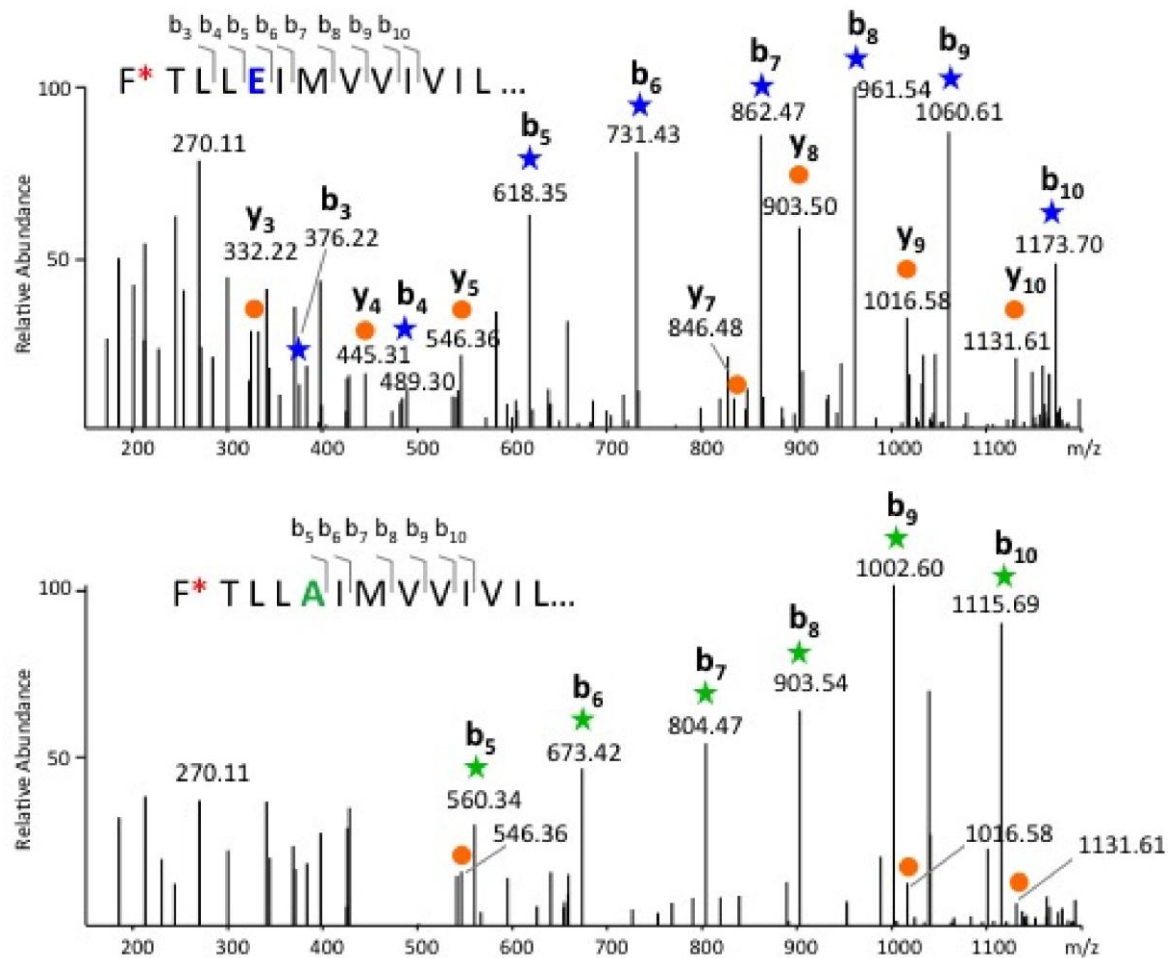 b3 b4 b5 b6 b7 b8 b9 b10
F* T L L E I M V V I V I L ...
100
50
Relative Abundance
270.11
y3
332.22
b3
376.22
y4
445.31
b4
489.30
y5
546.36
b5
618.35
b6
731.43
y7
846.48
b7
862.47
y8
903.50
b8
961.54
b9
1060.61
y9
1016.58
y10
1131.61
b10
1173.70
200 300 400 500 600 700 800 900 1000 1100 m/z
b5 b6 b7 b8 b9 b10
F* T L L A I M V V I V I L...
100
50
Relative Abundance
270.11
b5
560.34
546.36
b6
673.42
b7
804.47
b8
903.54
b9
1002.60
b10
1115.69
1016.58
1131.61
200 300 400 500 600 700 800 900 1000 1100 m/z